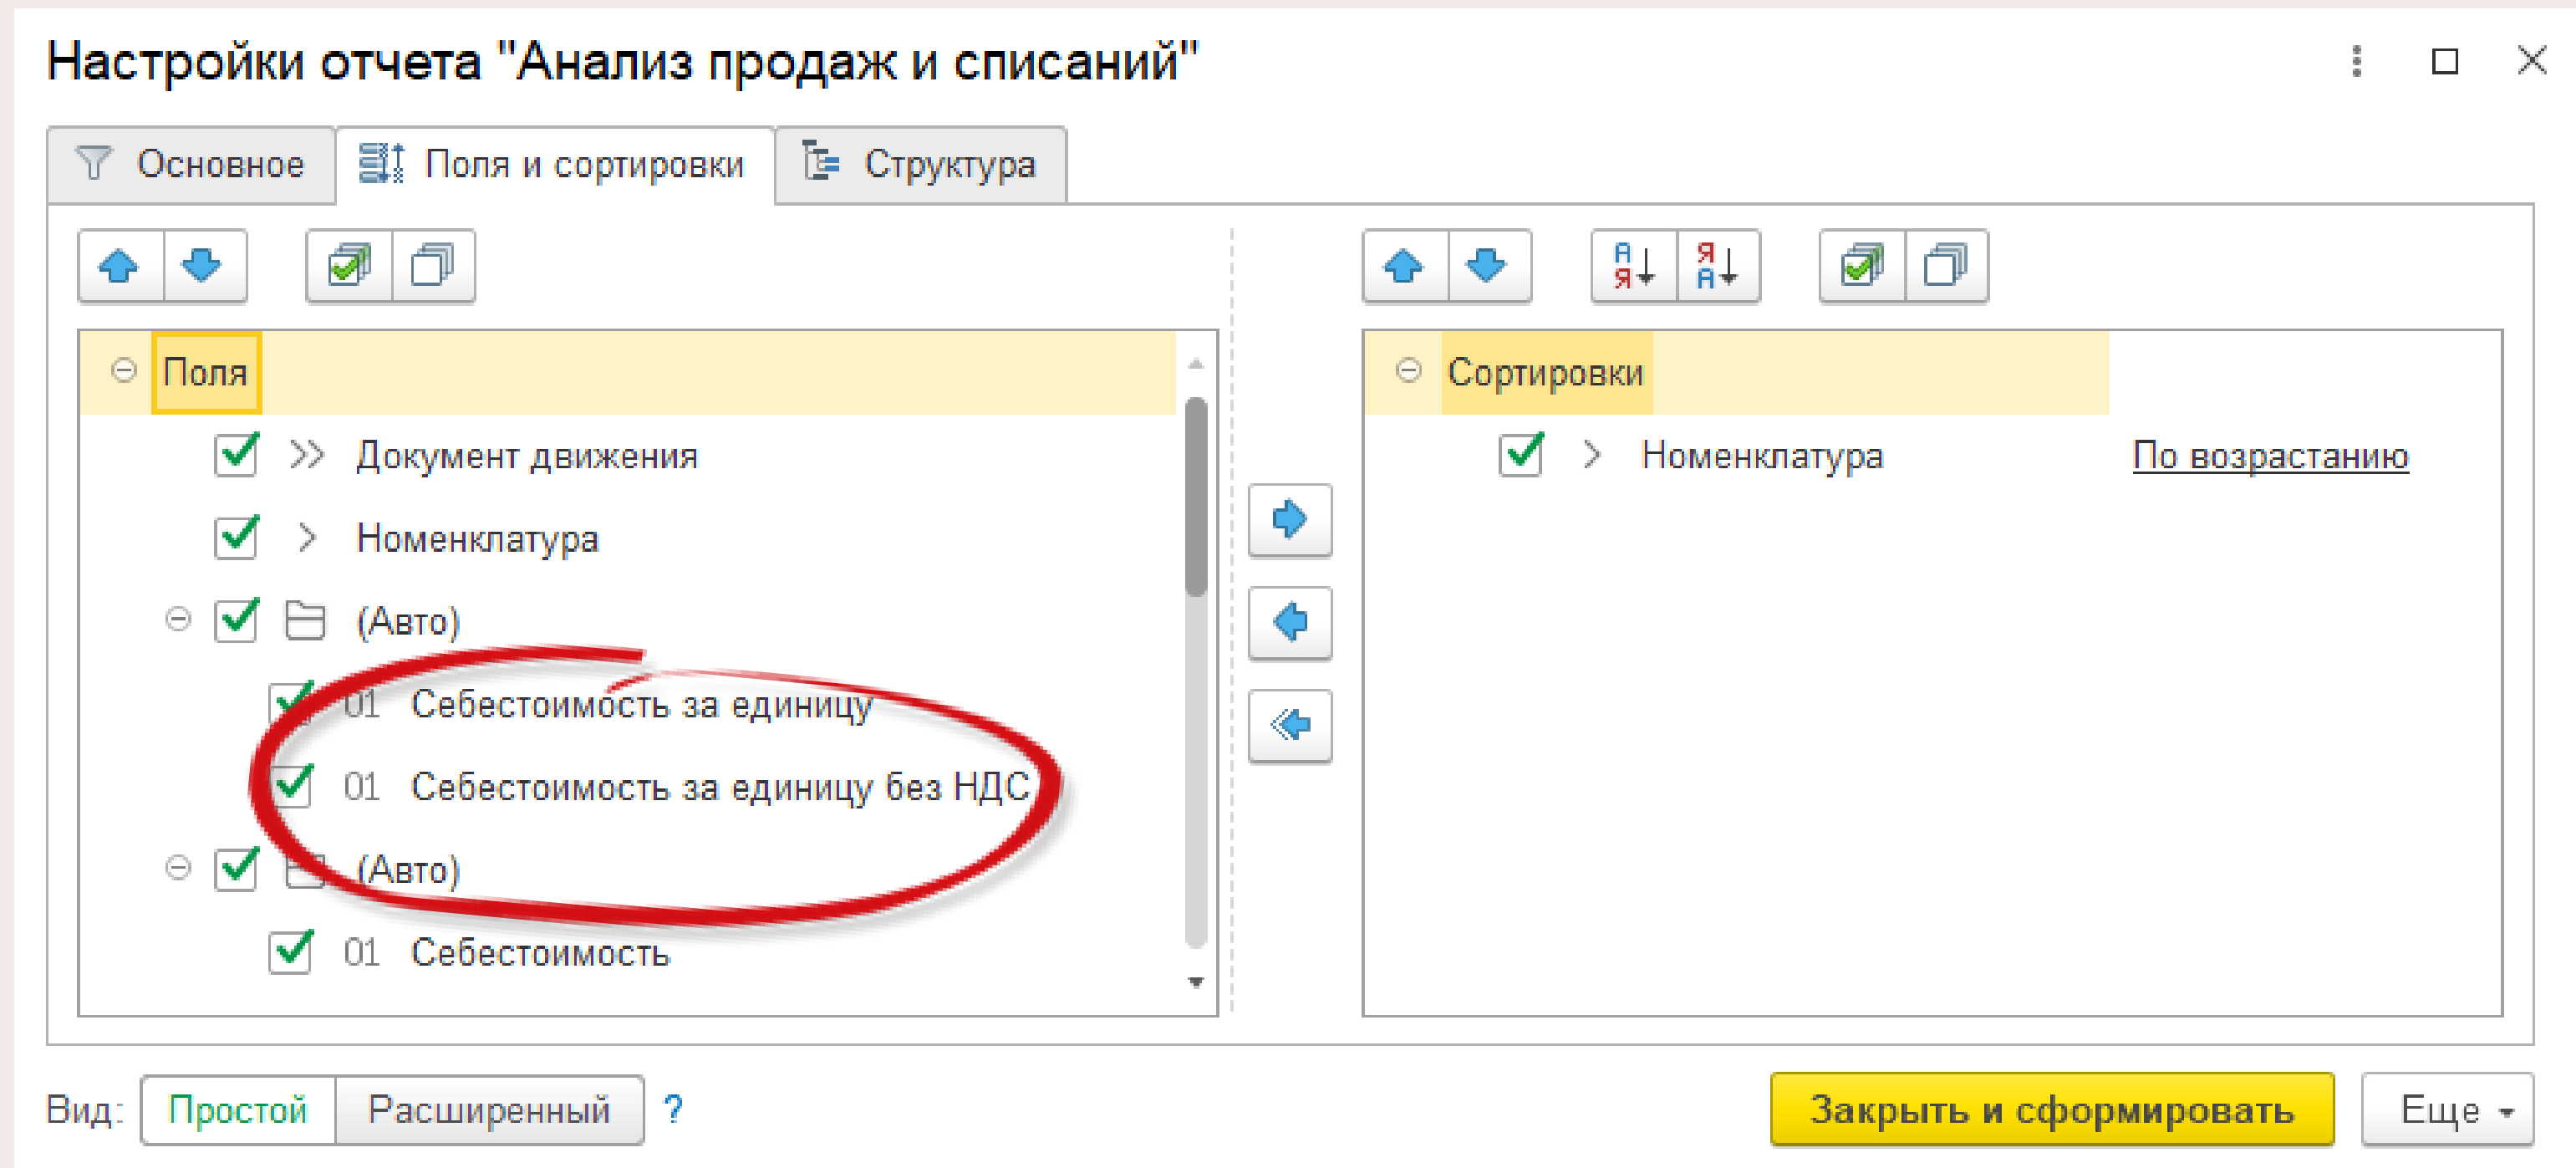 Настройки отчета "Анализ продаж и списаний"
Основное
Поля и сортировки
Структура
Поля
Документ движения
Номенклатура
(Авто)
01 Себестоимость за единицу
01 Себестоимость за единицу без НДС
(Авто)
01 Себестоимость
А
Я
Я
А
Сортировки
Номенклатура По возрастанию
Вид: Простой Расширенный ?
Закрыть и сформировать
Еще